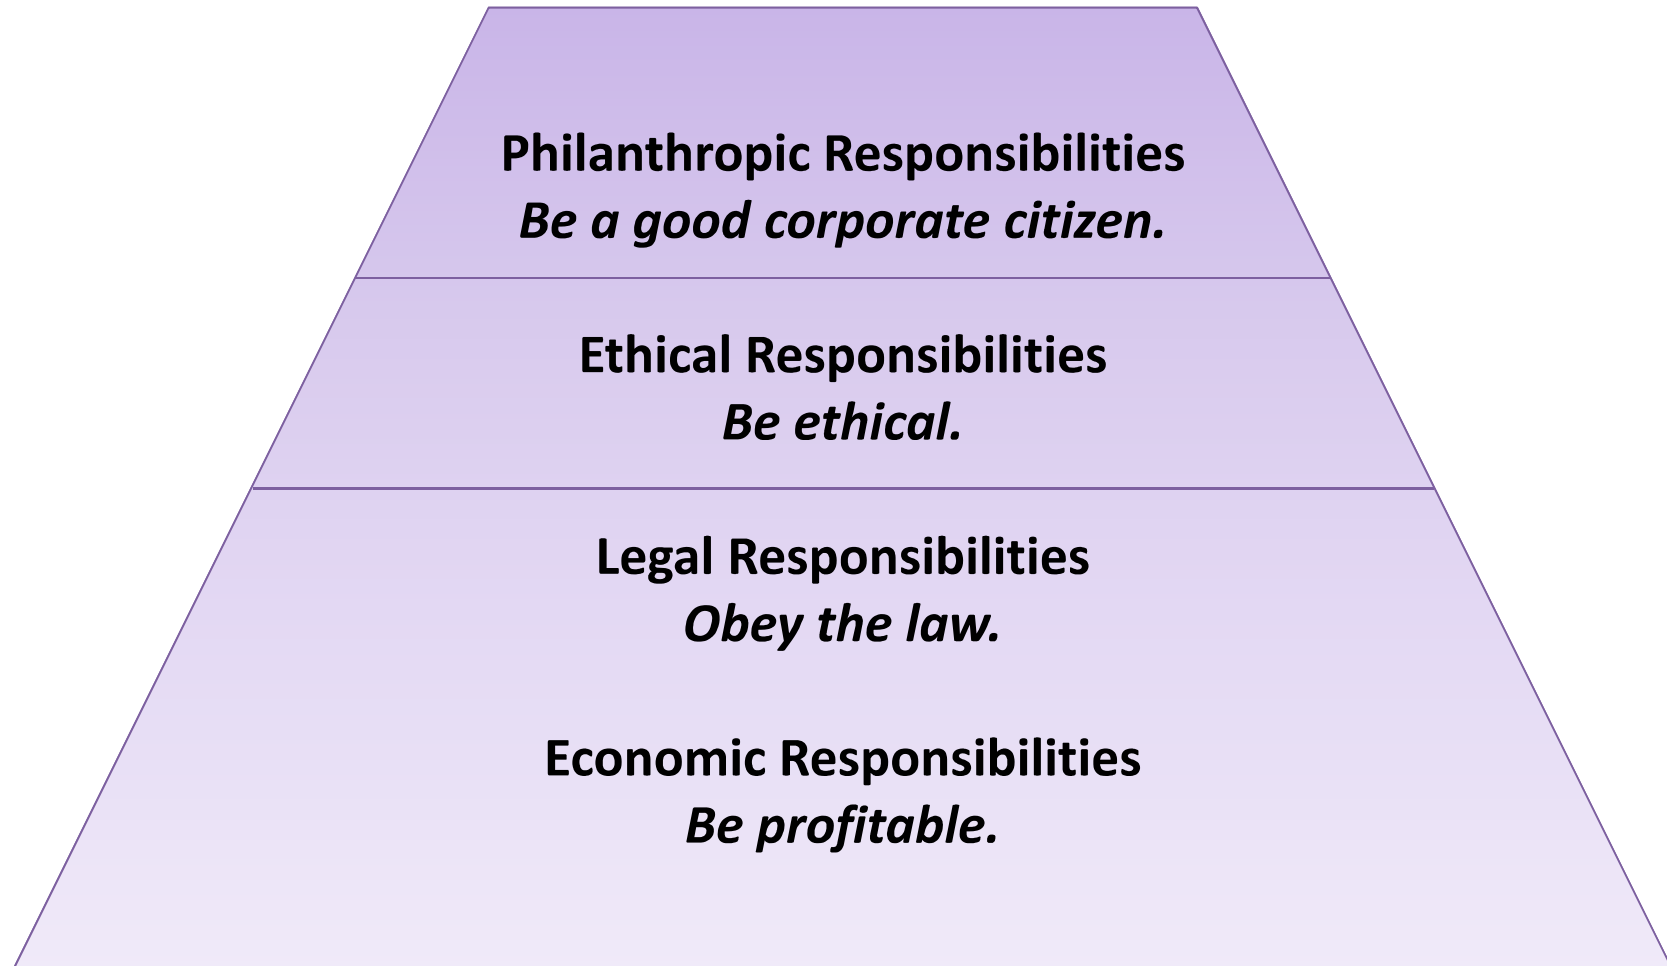 Philanthropic Responsibilities
Be a good corporate citizen.
Ethical Responsibilities
Be ethical.
Legal Responsibilities
Obey the law.
Economic Responsibilities
Be profitable.